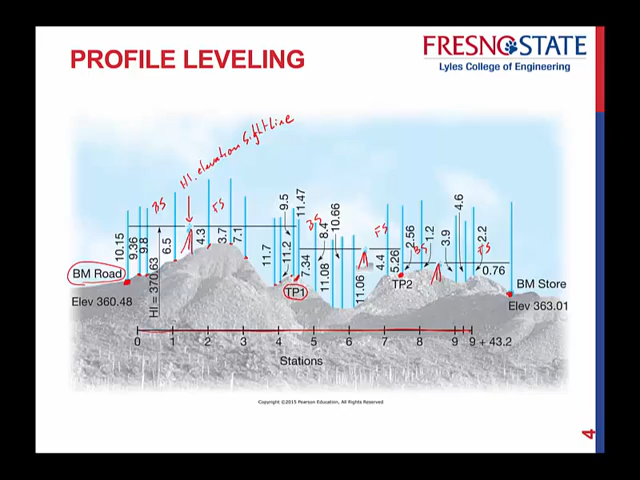 PROFILE LEVELING
FRESNO STATE
Lyles College of Engineering
HI. elevation Sight Line
BS
FS
10.15
9.36
9.8
6.5
4.3
3.7
7.1
11.7
11.2
9.5
11.47
BS
7.34
8.4
11.08
10.66
11.06
FS
4.4
5.26
2.56
BS
1.2
3.9
4.6
2.2
FS
0.76
BM Road
HI = 370.63
TP1
TP2
BM Store
Elev 360.48
Elev 363.01
0 1 2 3 4 5 6 7 8 9 9 + 43.2
Stations
Copyright ©2015 Pearson Education, All Rights Reserved
4